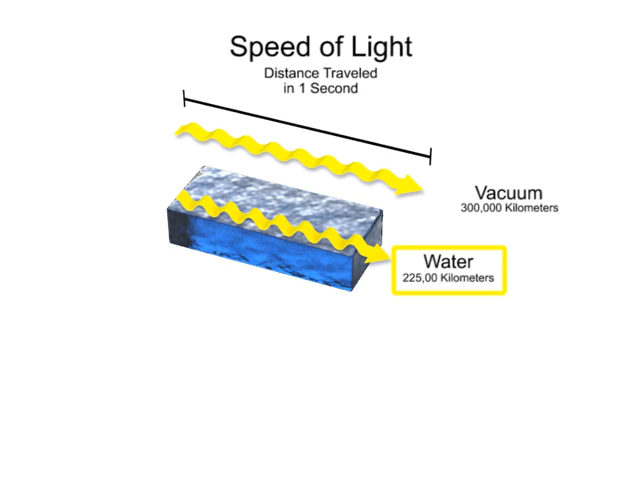 Speed of Light
Distance Traveled
in 1 Second
Vacuum
300,000 Kilometers
Water
225,00 Kilometers